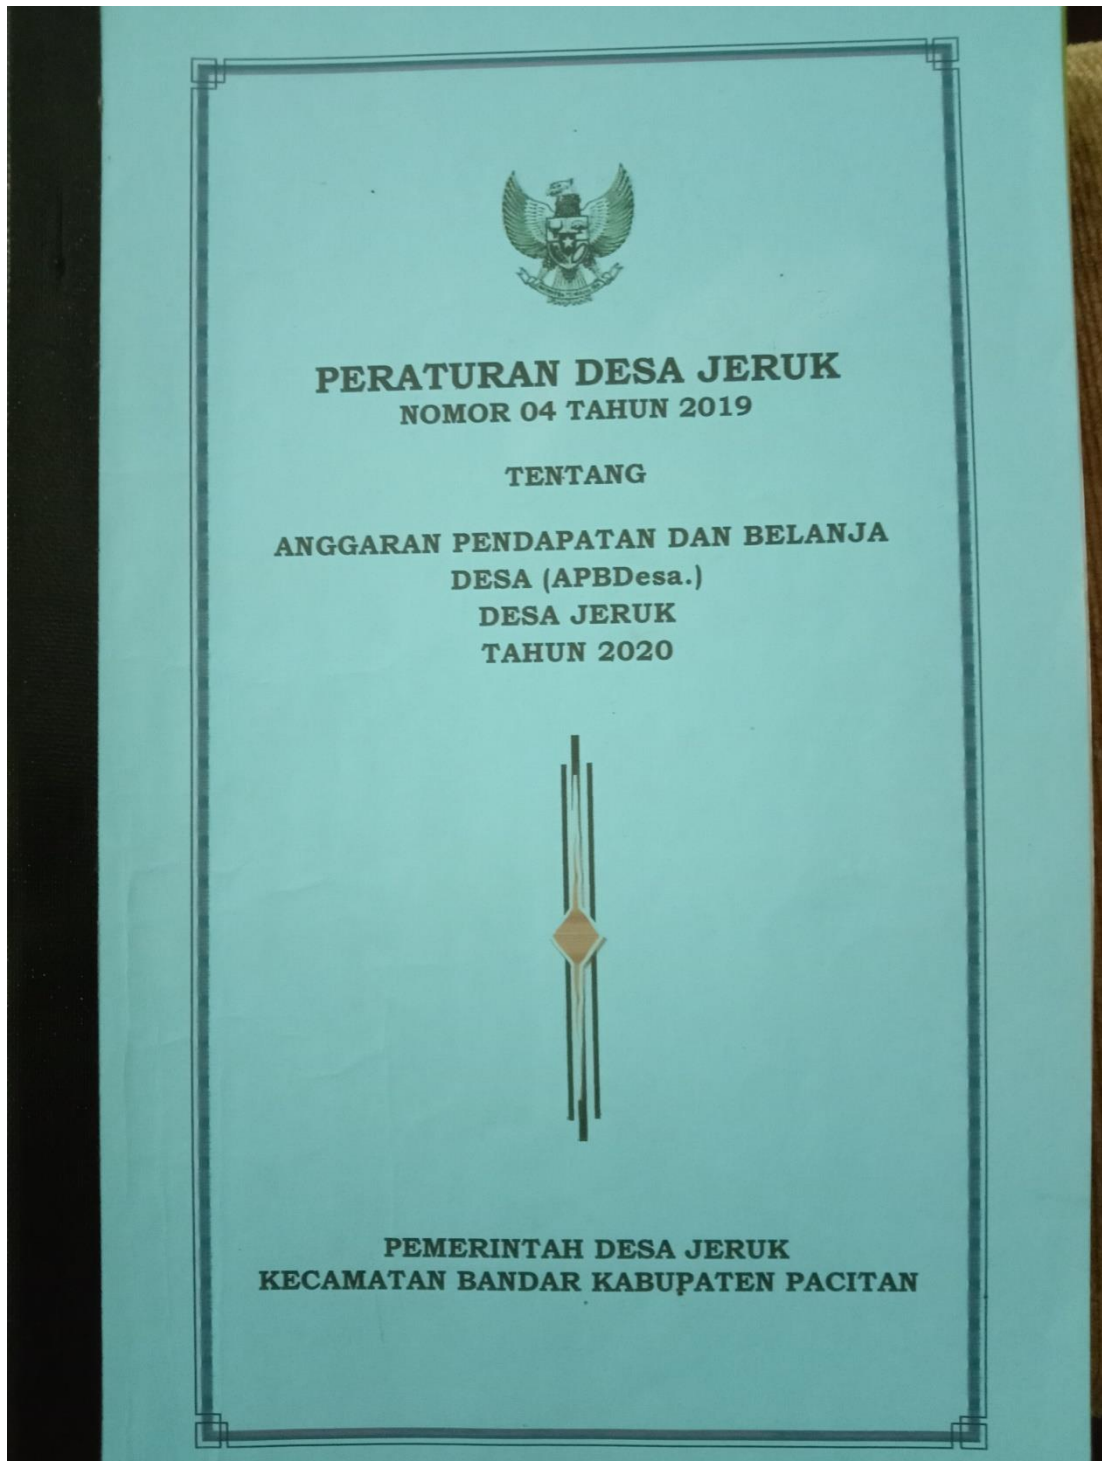 PERATURAN DESA JERUK
NOMOR 04 TAHUN 2019
TENTANG
ANGGARAN PENDAPATAN DAN BELANJA
DESA (APBDesa.)
DESA JERUK
TAHUN 2020
PEMERINTAH DESA JERUK
KECAMATAN BANDAR KABUPATEN PACITAN